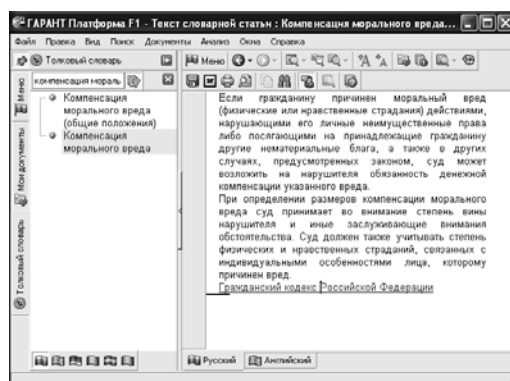 ГАРАНТ Платформа F1 - Текст словарной статьи : Компенсация морального вреда...
Файл Правка Вид Поиск Документы Анализ Окна Справка
Толковый словарь
Меню
компенсация мораль
Компенсация
морального вреда
(общие положения)
Компенсация
морального вреда
Меню
Мои документы
Толковый словарь
Если гражданину причинен моральный вред
(физические или нравственные страдания) действиями,
нарушающими его личные неимущественные права
либо посягающими на принадлежащие гражданину
другие нематериальные блага, а также в других
случаях, предусмотренных законом, суд может
возложить на нарушителя обязанность денежной
компенсации указанного вреда.
При определении размеров компенсации морального
вреда суд принимает во внимание степень вины
нарушителя и иные заслуживающие внимания
обстоятельства. Суд должен также учитывать степень
физических и нравственных страданий, связанных с
индивидуальными особенностями лица, которому
причинен вред.
Гражданский кодекс Российской Федерации
Русский Английский